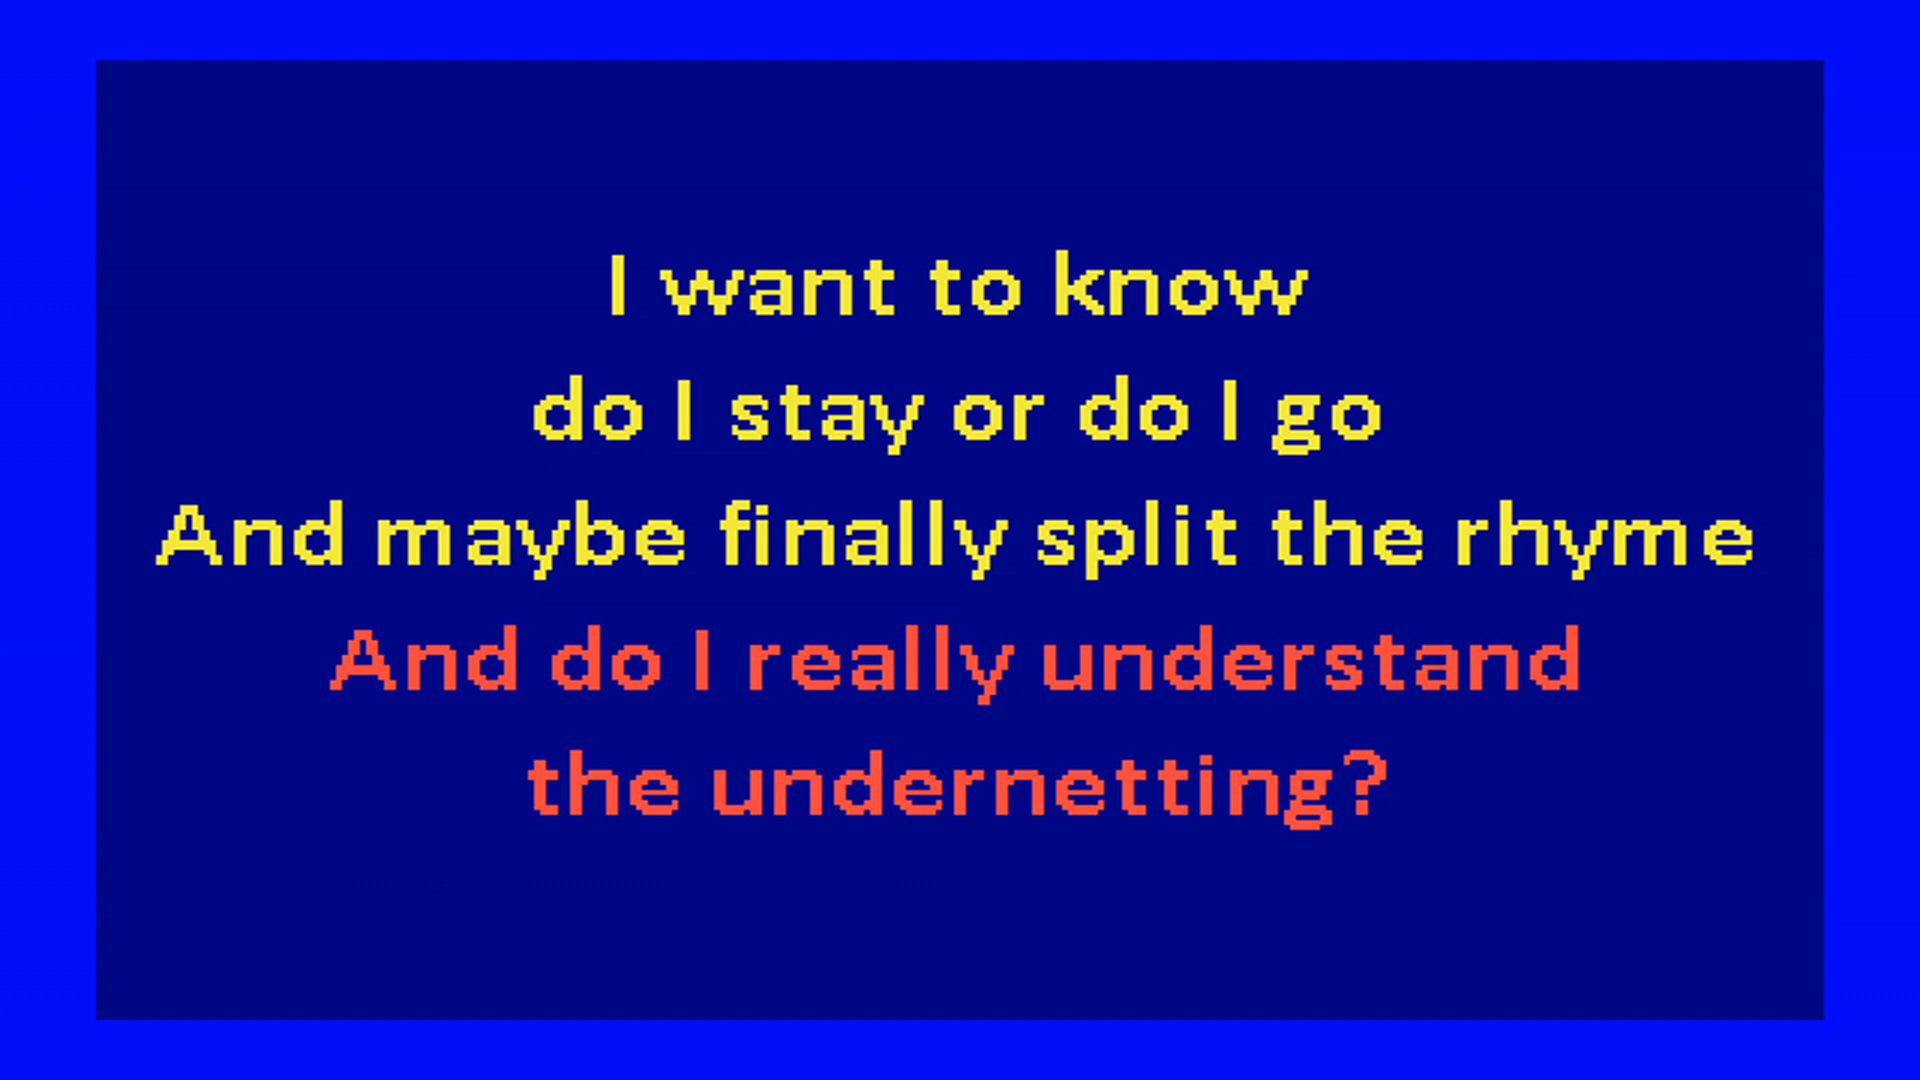 I want to know
do I stay or do I go
And maybe finally split the rhyme
And do I really understand
the undernetting?